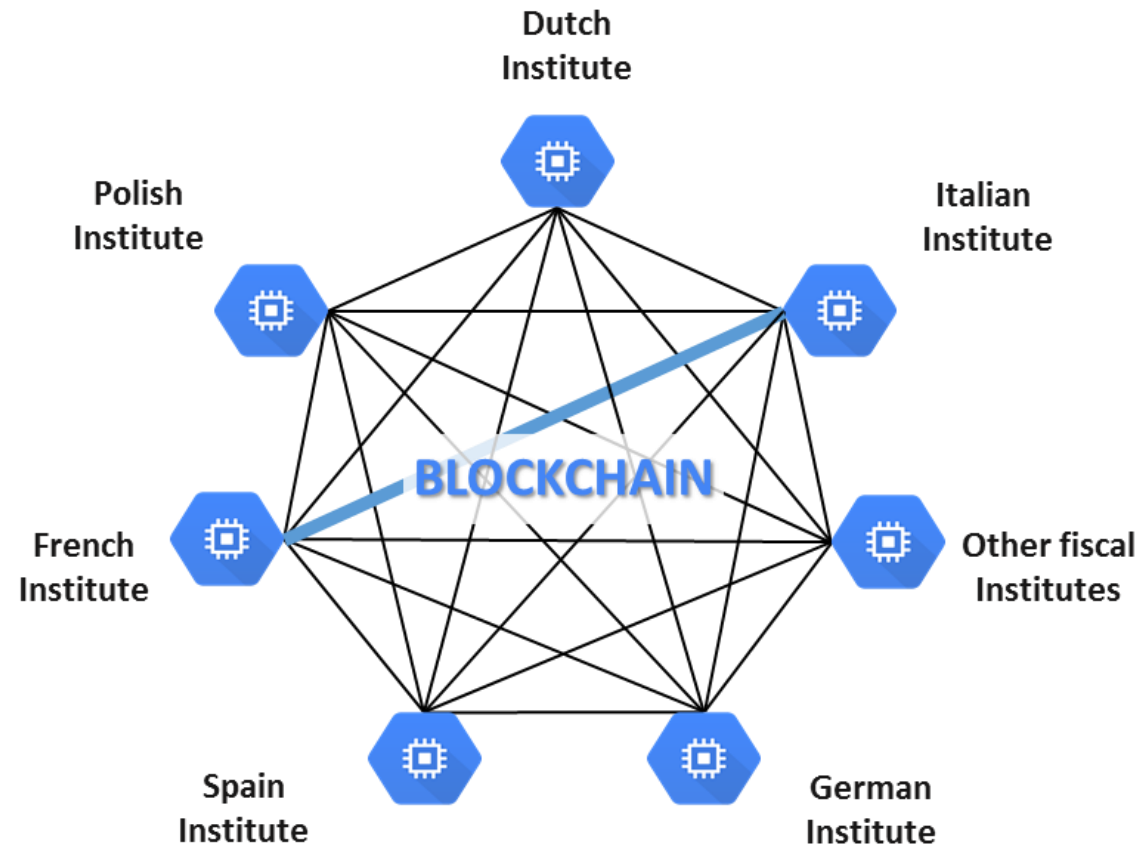 Dutch
Institute
Polish
Institute
Italian
Institute
BLOCKCHAIN
French
Institute
Other fiscal
Institutes
Spain
Institute
German
Institute